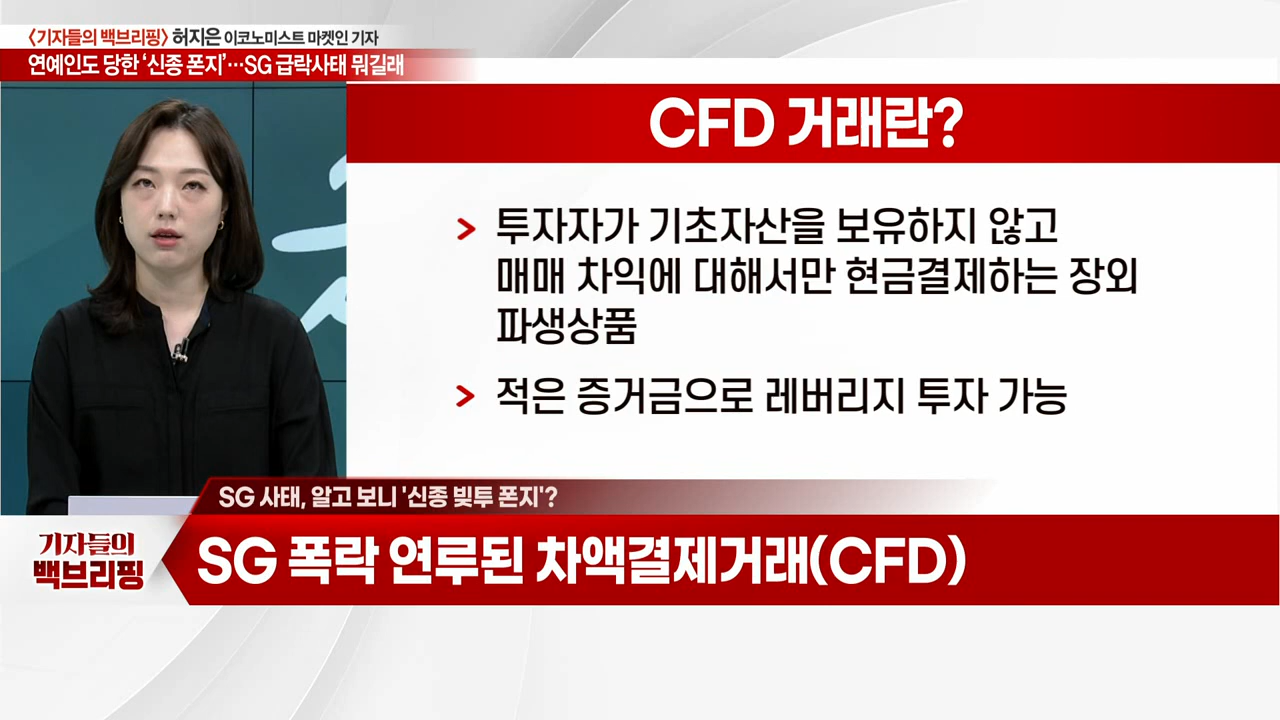 <기자들의 백브리핑> 허지은 이코노미스트 마켓인 기자
연예인도 당한 '신종 폰지'…SG 급락사태 뭐길래
CFD 거래란?
> 투자자가 기초자산을 보유하지 않고
매매 차익에 대해서만 현금결제하는 장외
파생상품
> 적은 증거금으로 레버리지 투자 가능
SG 사태, 알고 보니 '신종 빚투 폰지'?
기자들의
백브리핑
SG 폭락 연루된 차액결제거래(CFD)